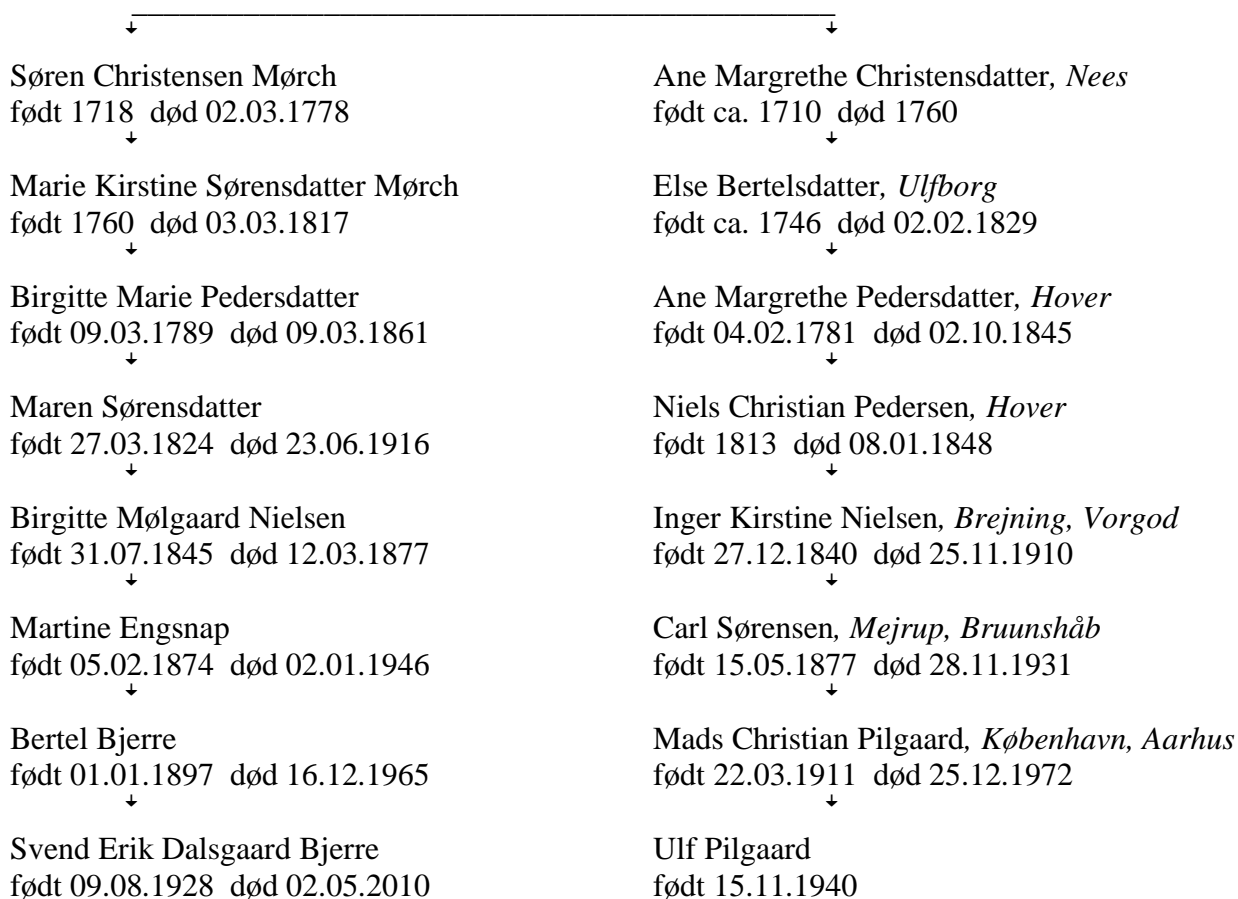 Søren Christensen Mørch
født 1718 død 02.03.1778
Marie Kirstine Sørensdatter Mørch
født 1760 død 03.03.1817
Birgitte Marie Pedersdatter
født 09.03.1789 død 09.03.1861
Maren Sørensdatter
født 27.03.1824 død 23.06.1916
Birgitte Mølgaard Nielsen
født 31.07.1845 død 12.03.1877
Martine Engsnap
født 05.02.1874 død 02.01.1946
Bertel Bjerre
født 01.01.1897 død 16.12.1965
Svend Erik Dalsgaard Bjerre
født 09.08.1928 død 02.05.2010
Ane Margrethe Christensdatter, Nees
født ca. 1710 død 1760
Else Bertelsdatter, Ulfborg
født ca. 1746 død 02.02.1829
Ane Margrethe Pedersdatter, Hover
født 04.02.1781 død 02.10.1845
Niels Christian Pedersen, Hover
født 1813 død 08.01.1848
Inger Kirstine Nielsen, Brejning, Vorgod
født 27.12.1840 død 25.11.1910
Carl Sørensen, Mejrup, Bruunshåb
født 15.05.1877 død 28.11.1931
Mads Christian Pilgaard, København, Aarhus
født 22.03.1911 død 25.12.1972
Ulf Pilgaard
født 15.11.1940